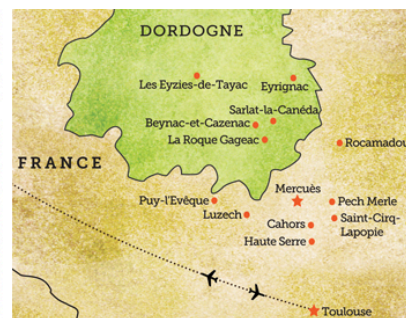 DORDOGNE
Les Eyzies-de-Tayac
Eyrignac
Sarlat-la-Canéda
Beynac-et-Cazenac
La Roque Gageac
Rocamadou
FRANCE
Mercuès
Puy-l'Evêque
Pech Merle
Luzech
Saint-Cirq-
Lapopie
Cahors
Haute Serre
Toulouse